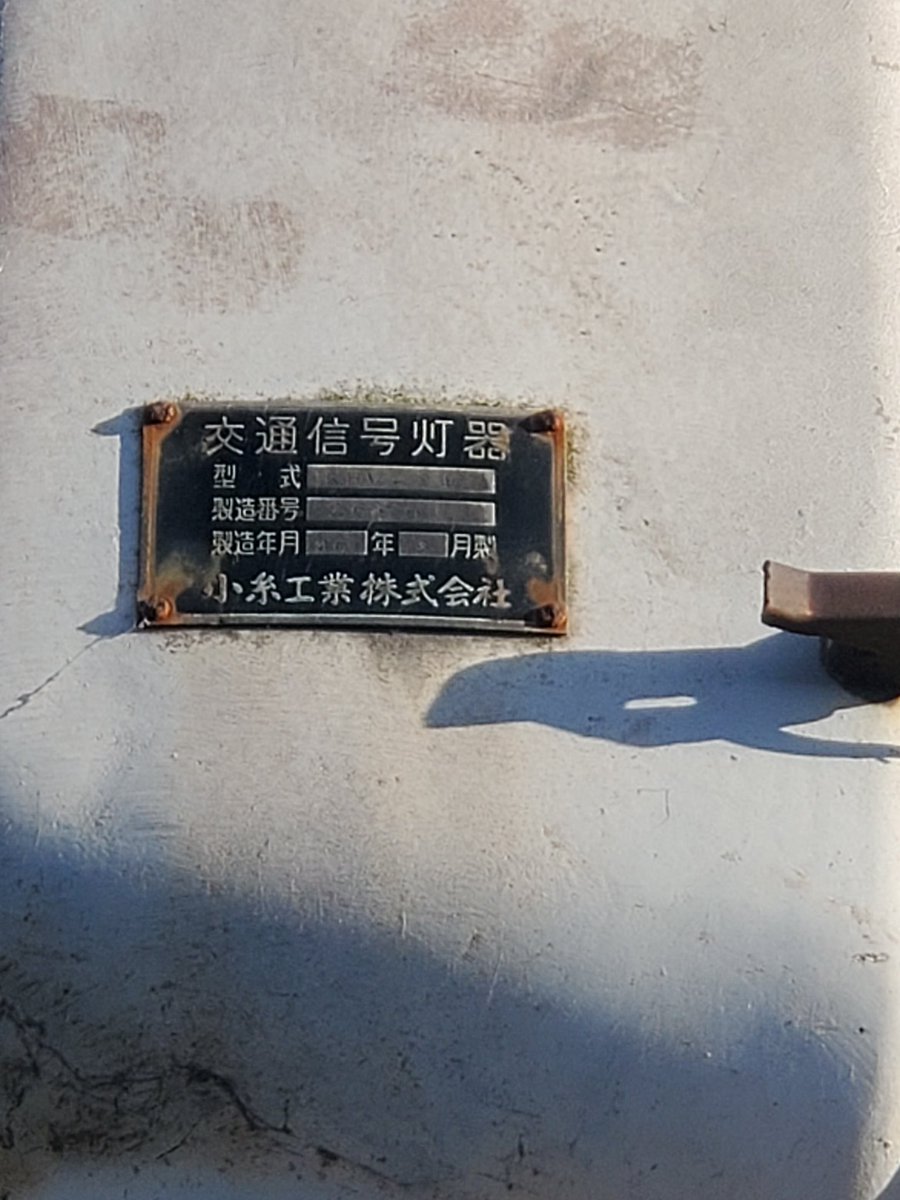 交通信号灯器
型式
製造番号
製造年月 年 月製
小糸工業株式会社